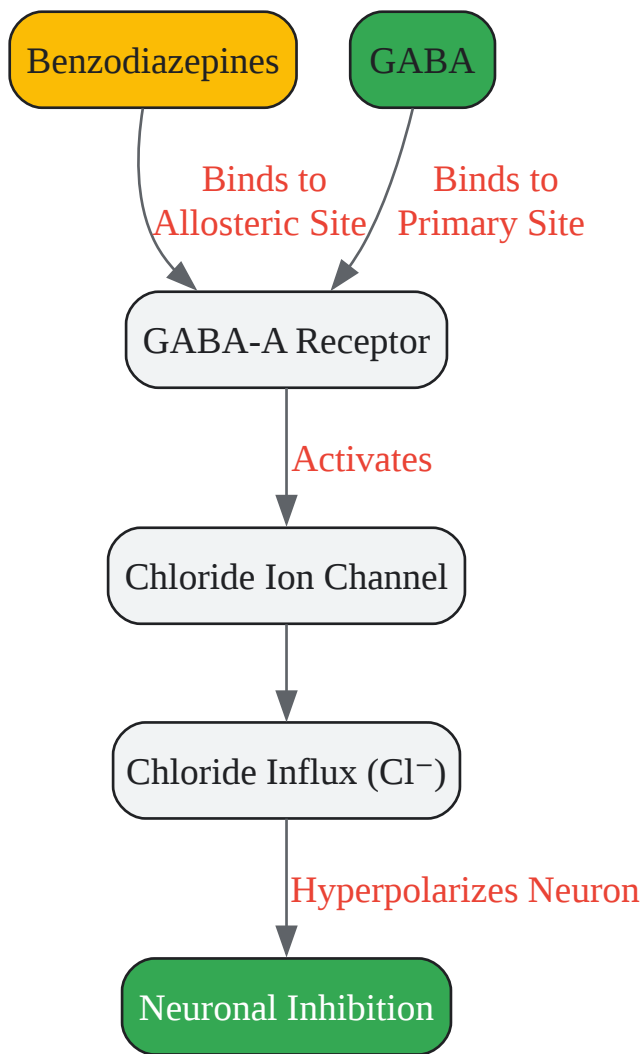 Benzodiazepines
GABA
Binds to
Allosteric Site
Binds to
Primary Site
GABA-A Receptor
Activates
Chloride Ion Channel
Chloride Influx (Cl⁻)
Hyperpolarizes Neuron
Neuronal Inhibition